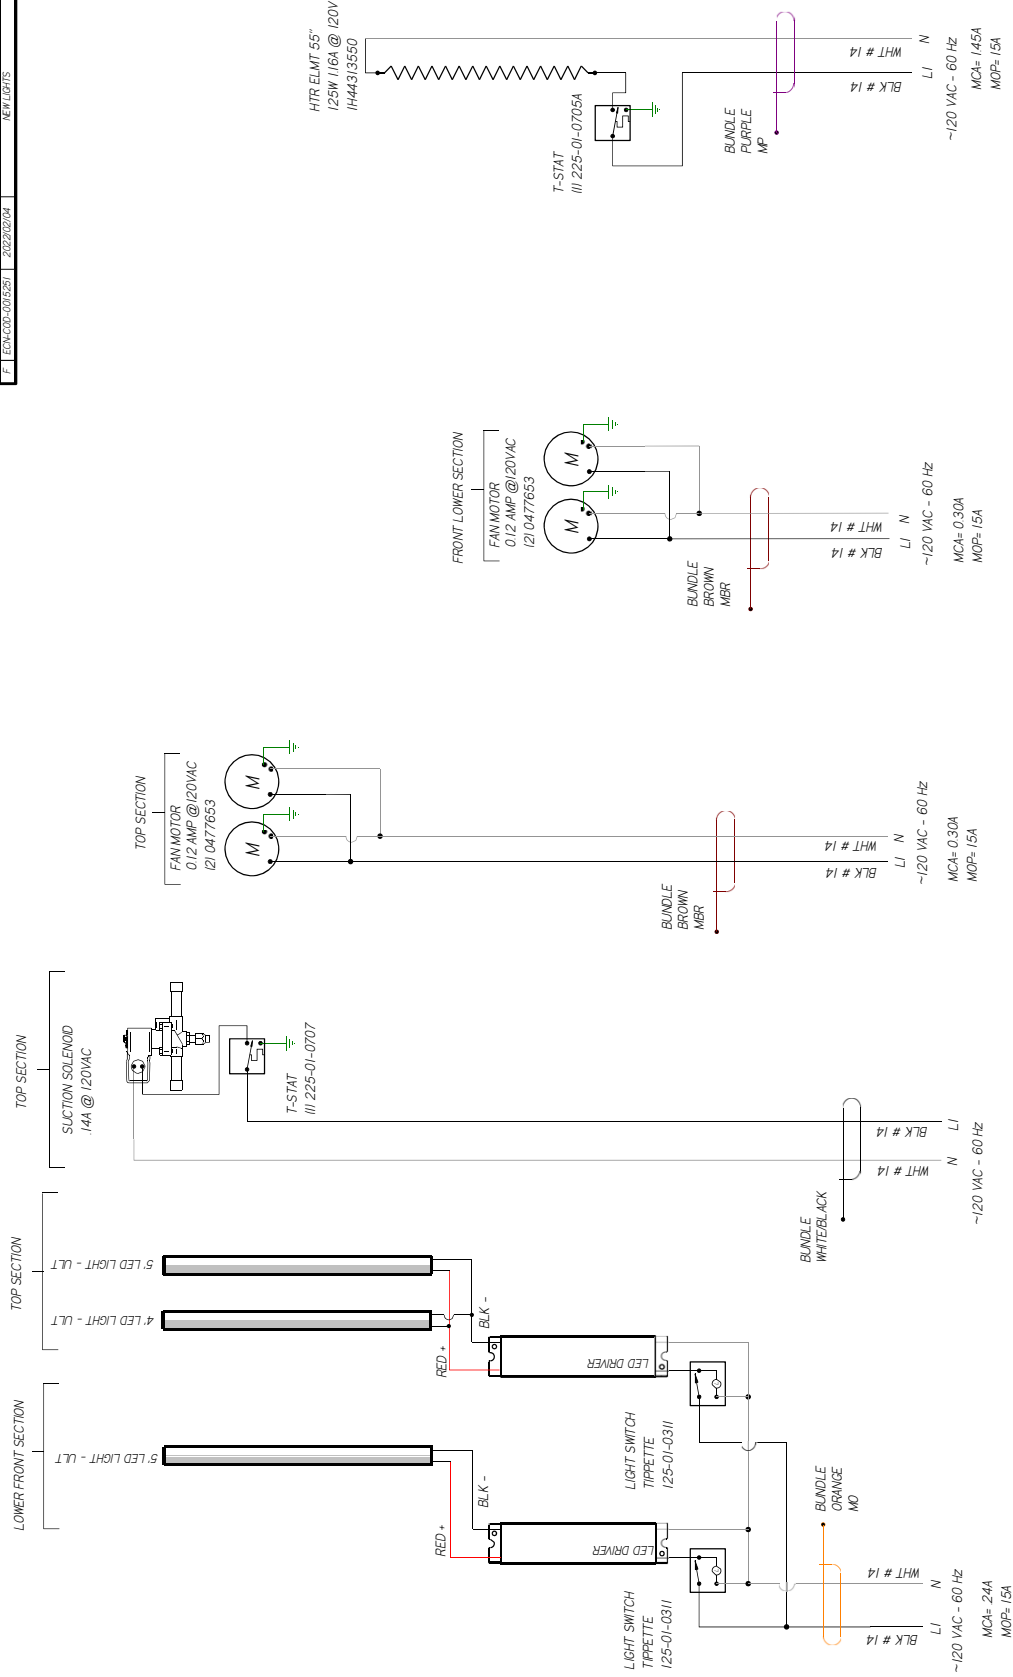 F ECN-COD-0015251 2022/02/04 NEW LIGHTS
HTR ELMT 55"
125W 1.16A @ 120V
1H44313550
T-STAT
111 225-01-0705A
BUNDLE
PURPLE
MP
WHT # 14
BLK # 14
N
L1
~120 VAC - 60 Hz
MCA= 1.45A
MOP= 15A
FRONT LOWER SECTION
FAN MOTOR
0.12 AMP @120VAC
121 0477653
M
M
BUNDLE
BROWN
MBR
WHT # 14
BLK # 14
N
L1
~120 VAC - 60 Hz
MCA= 0.30A
MOP= 15A
TOP SECTION
FAN MOTOR
0.12 AMP @120VAC
121 0477653
M
M
BUNDLE
BROWN
MBR
WHT # 14
BLK # 14
N
L1
~120 VAC - 60 Hz
MCA= 0.30A
MOP= 15A
TOP SECTION
SUCTION SOLENOID
.14A @ 120VAC
T-STAT
111 225-01-0707
BUNDLE
WHITE/BLACK
BLK # 14
WHT # 14
L1
N
~120 VAC - 60 Hz
TOP SECTION
5' LED LIGHT - ULT
4' LED LIGHT - ULT
BLK -
RED +
LED DRIVER
LIGHT SWITCH
TIPPETTE
125-01-0311
LOWER FRONT SECTION
5' LED LIGHT - ULT
BLK -
RED +
LED DRIVER
LIGHT SWITCH
TIPPETTE
125-01-0311
BUNDLE
ORANGE
MO
WHT # 14
BLK # 14
N
L1
~120 VAC - 60 Hz
MCA= .24A
MOP= 15A